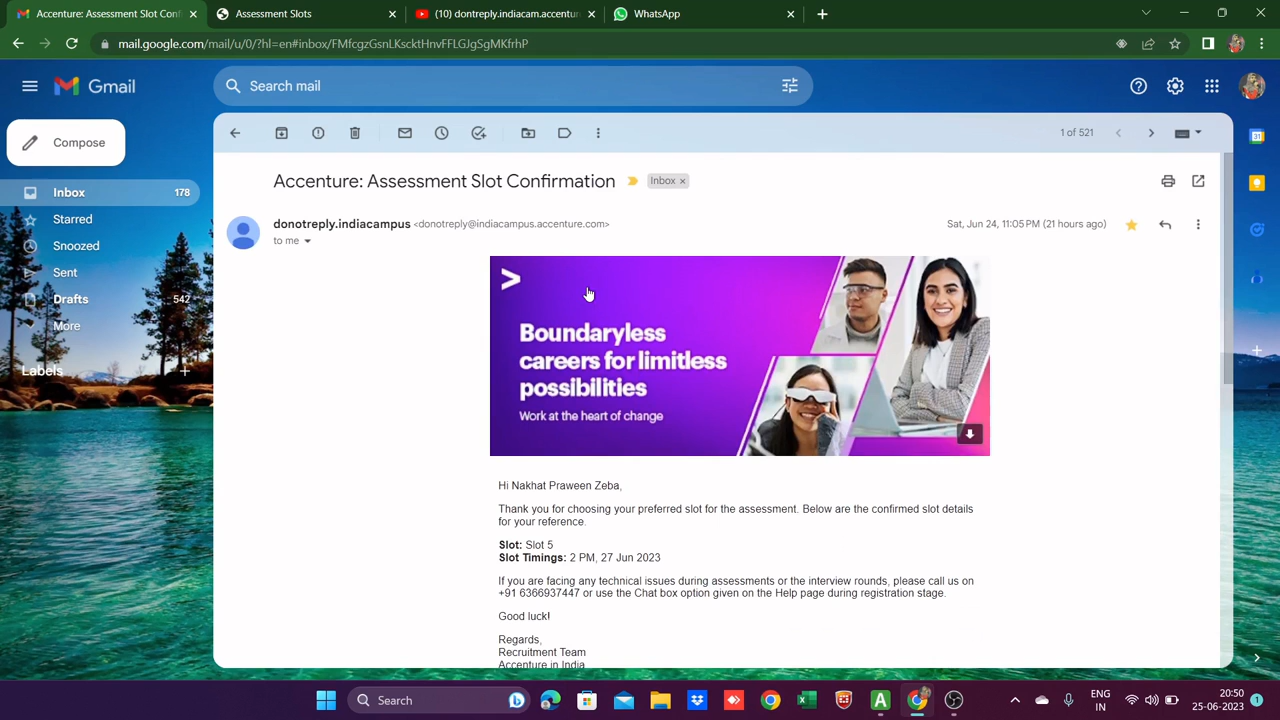 Accenture: Assessment Slot Conf
Assessment Slots
(10) dontreply.indiacam.accentur
WhatsApp
mail.google.com/mail/u/0/?hl=en#inbox/FMfcgzGsnLKscktHnvFFLGJgSgMKfrhP
Gmail
Search mail
Compose
1 of 521
Inbox 178
Starred
Snoozed
Sent
Drafts 542
More
Labels
Accenture: Assessment Slot Confirmation
Inbox
donotreply.indiacampus <donotreply@indiacampus.accenture.com>
Sat, Jun 24, 11:05 PM (21 hours ago)
to me
Boundaryless
careers for limitless
possibilities
Work at the heart of change
Hi Nakhat Praween Zeba,
Thank you for choosing your preferred slot for the assessment. Below are the confirmed slot details
for your reference.
Slot: Slot 5
Slot Timings: 2 PM, 27 Jun 2023
If you are facing any technical issues during assessments or the interview rounds, please call us on
+91 6366937447 or use the Chat box option given on the Help page during registration stage.
Good luck!
Regards,
Recruitment Team
Accenture in India
Search
ENG
IN
20:50
25-06-2023
1